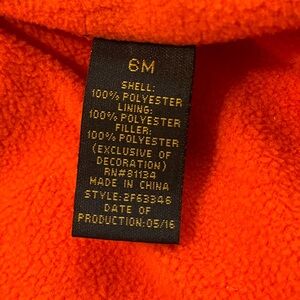 6M
SHELL:
100% POLYESTER
LINING:
100% POLYESTER
FILLER:
100% POLYESTER
(EXCLUSIVE OF
DECORATION)
RN#81134
MADE IN CHINA
STYLE:2F63346
DATE OF
PRODUCTION:05/16